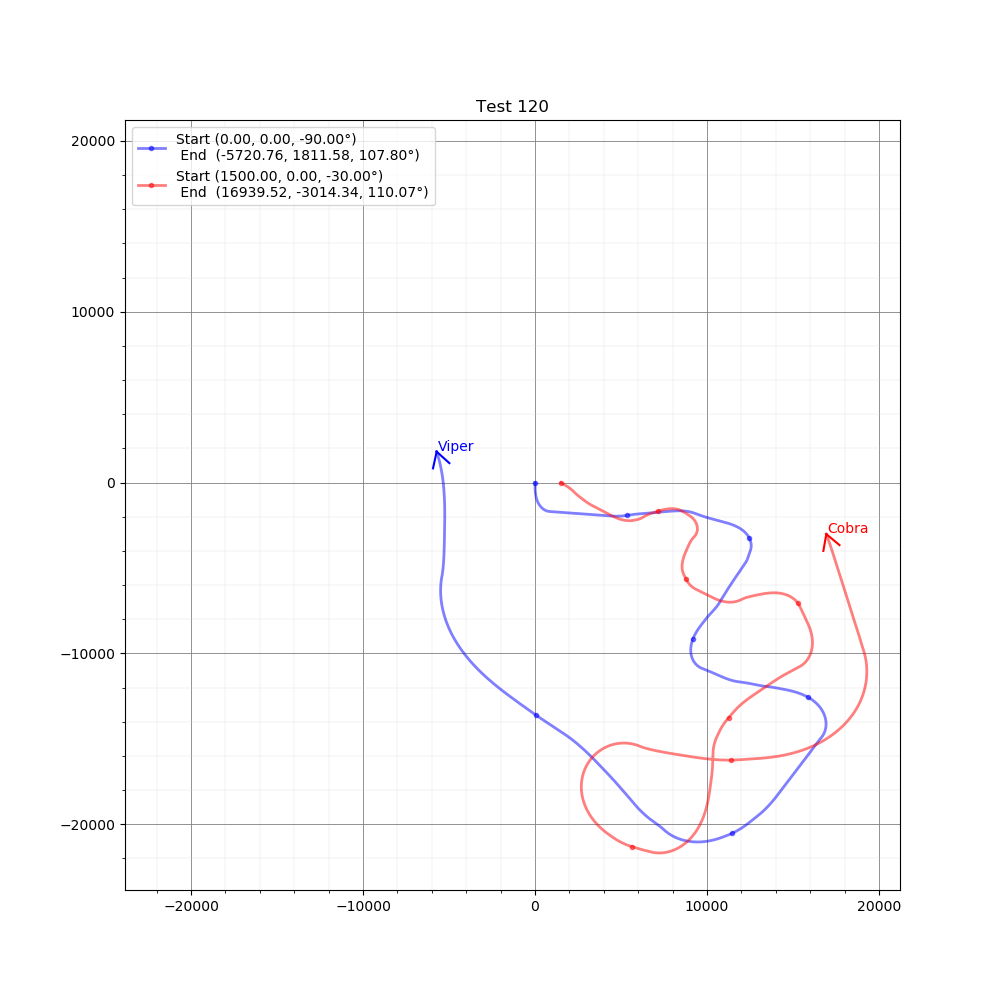 Test 120
20000
10000
0
−10000
−20000
Start (0.00, 0.00, -90.00°)
End (-5720.76, 1811.58, 107.80°)
Start (1500.00, 0.00, -30.00°)
End (16939.52, -3014.34, 110.07°)
Viper
Cobra
−20000 −10000 0 10000 20000